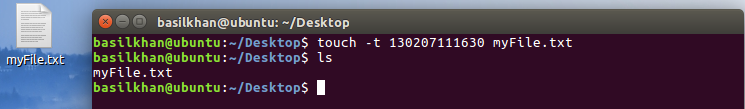 basilkhan@ubuntu: ~/Desktop
basilkhan@ubuntu:~/Desktop$ touch -t 130207111630 myFile.txt
basilkhan@ubuntu:~/Desktop$ ls
myFile.txt
basilkhan@ubuntu:~/Desktop$
myFile.txt